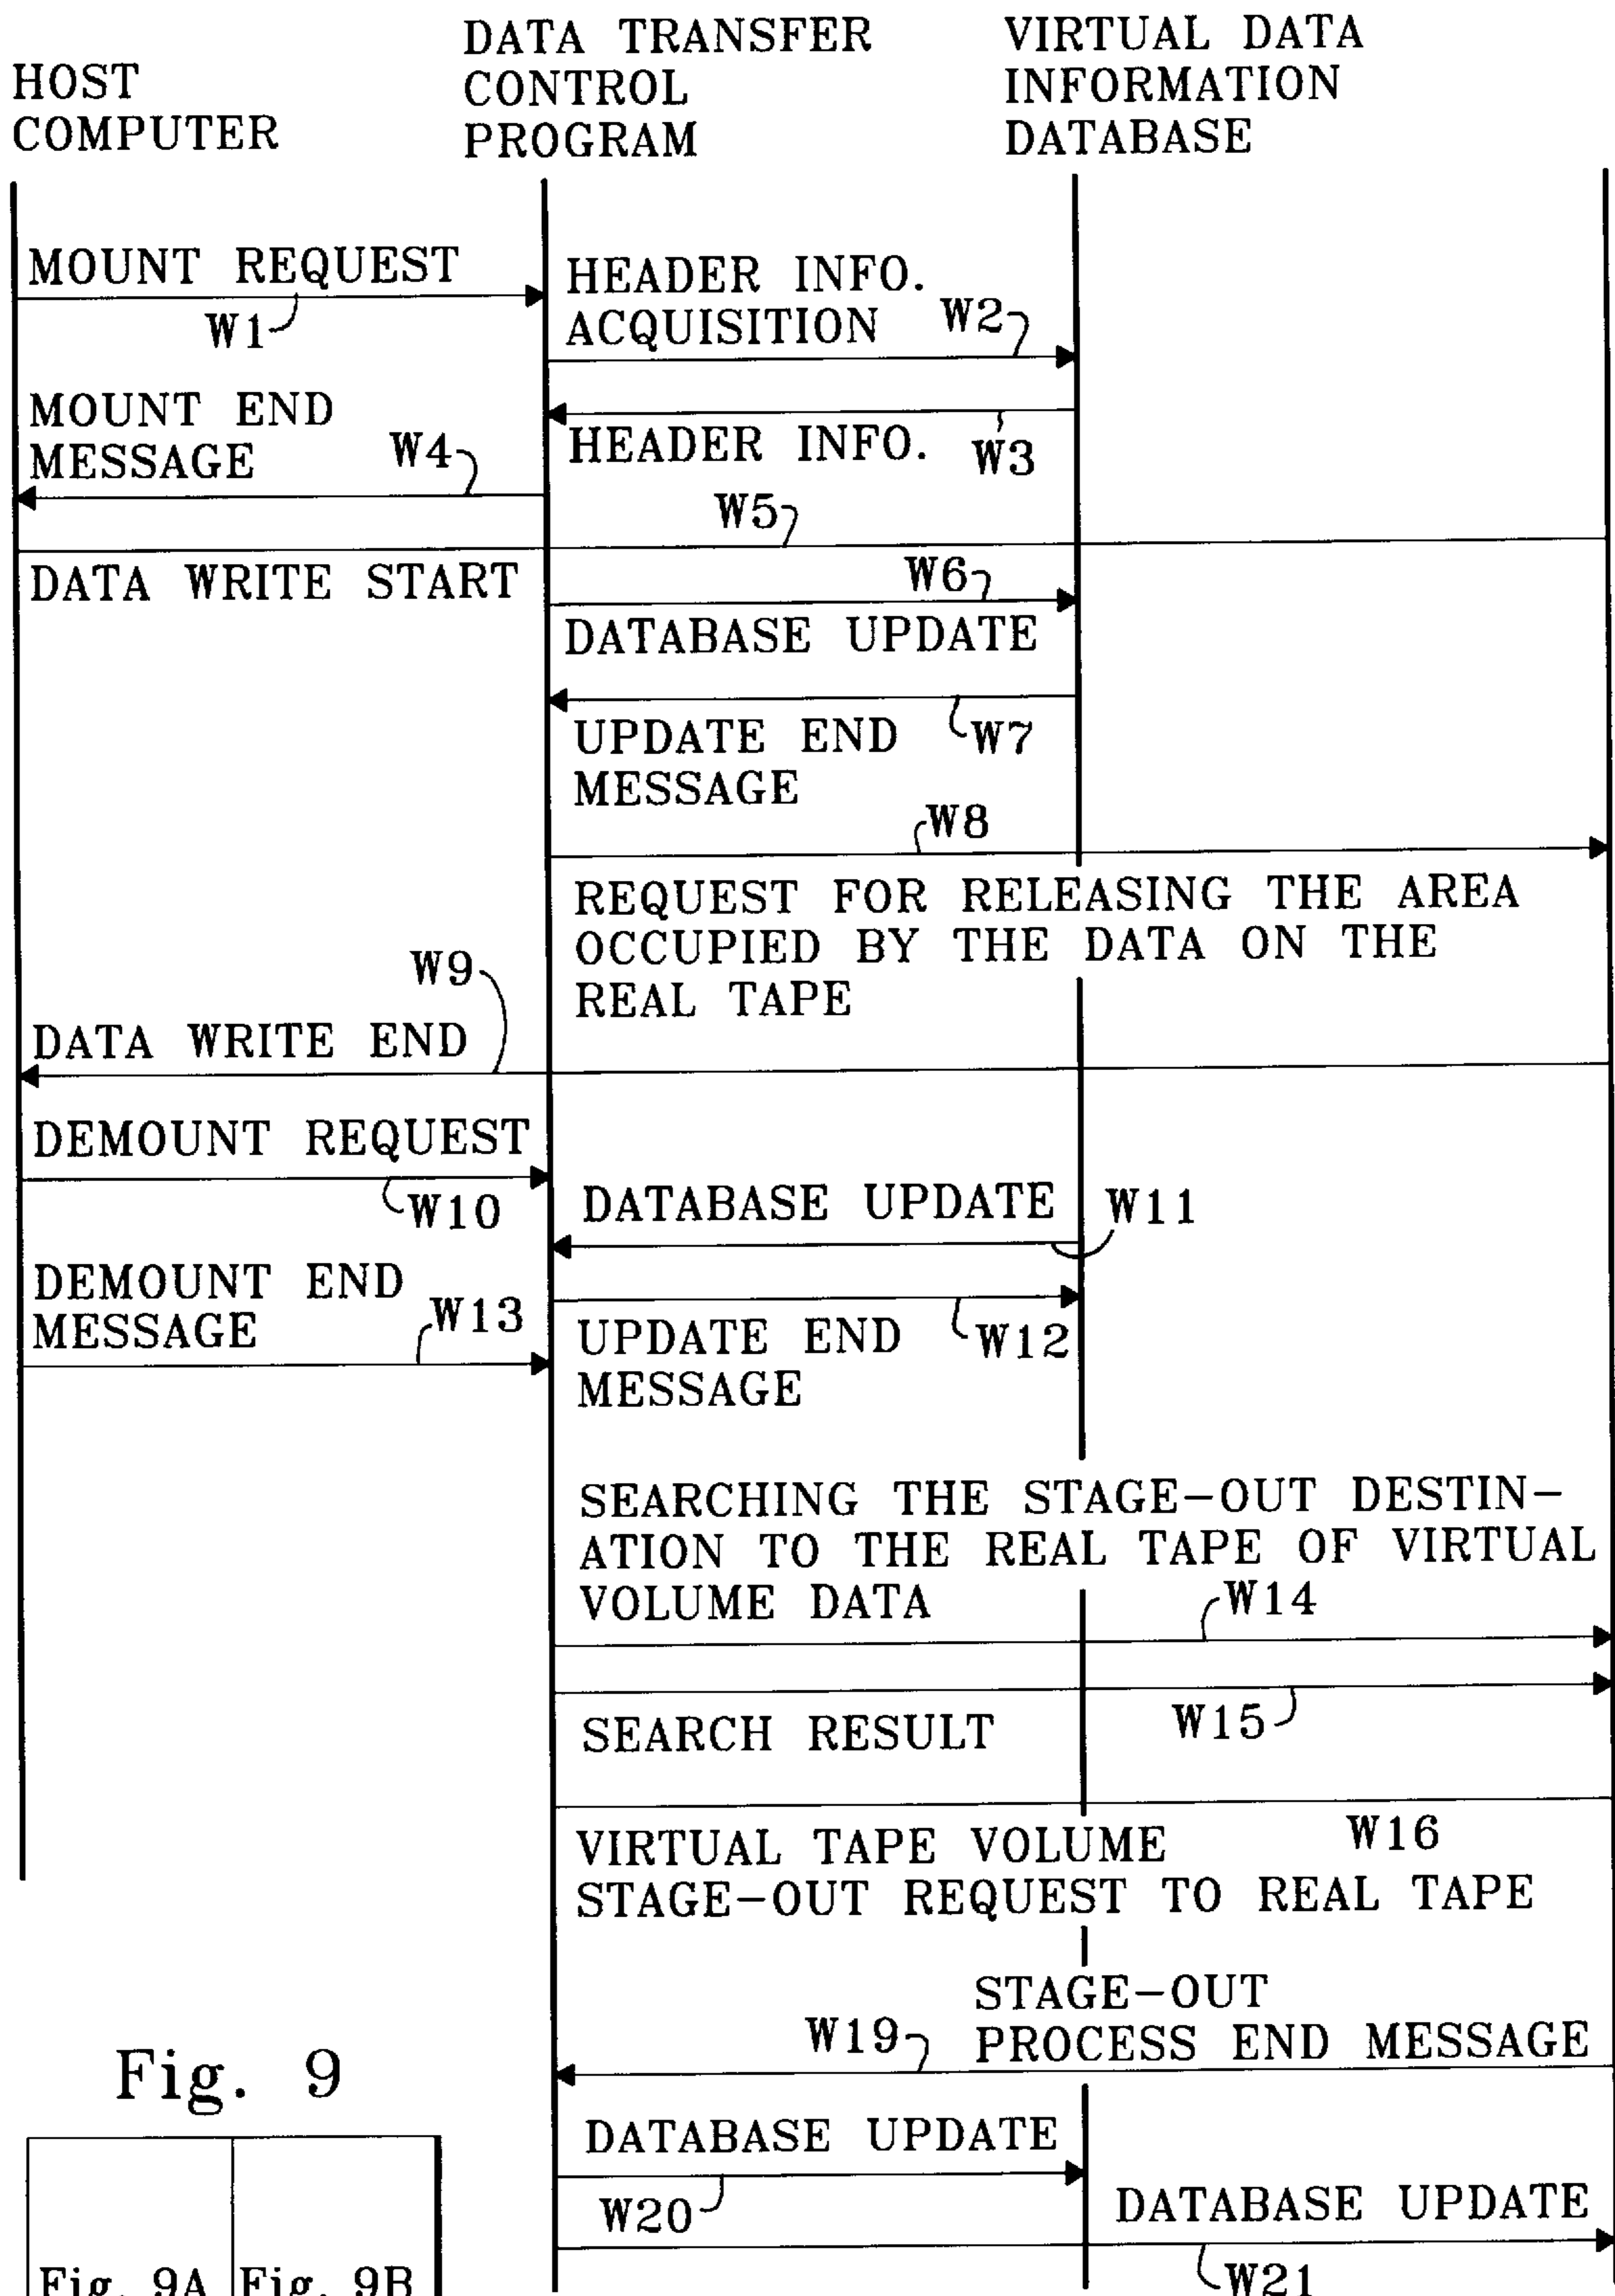 HOST
COMPUTER
DATA TRANSFER
CONTROL
PROGRAM
VIRTUAL DATA
INFORMATION
DATABASE
MOUNT REQUEST
W1
HEADER INFO.
ACQUISITION
W2
MOUNT END
MESSAGE
W4
HEADER INFO.
W3
W5
DATA WRITE START
W6
DATABASE UPDATE
UPDATE END
MESSAGE
W7
W8
REQUEST FOR RELEASING THE AREA
OCCUPIED BY THE DATA ON THE
REAL TAPE
W9
DATA WRITE END
DEMOUNT REQUEST
W10
DATABASE UPDATE
W11
DEMOUNT END
MESSAGE
W13
UPDATE END
MESSAGE
W12
SEARCHING THE STAGE-OUT DESTIN-
ATION TO THE REAL TAPE OF VIRTUAL
VOLUME DATA
W14
SEARCH RESULT
W15
W16
VIRTUAL TAPE VOLUME
STAGE-OUT REQUEST TO REAL TAPE
STAGE-OUT
PROCESS END MESSAGE
W19
DATABASE UPDATE
W20
DATABASE UPDATE
W21
Fig. 9
Fig. 9A
Fig. 9B